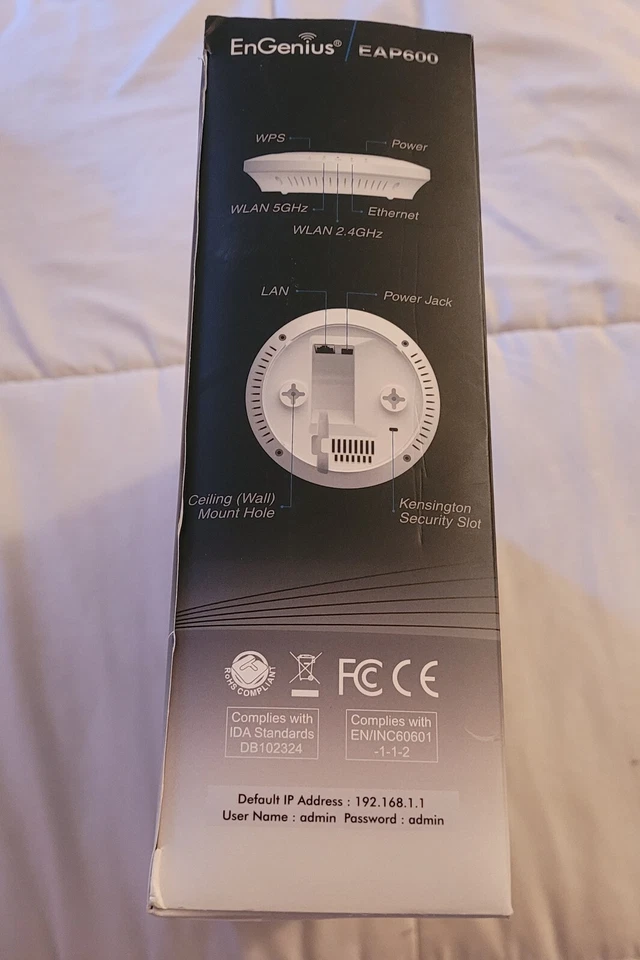 EnGenius® / EAP600
WPS
Power
WLAN 5GHz
Ethernet
WLAN 2.4GHz
LAN
Power Jack
Ceiling (Wall)
Mount Hole
Kensington
Security Slot
RoHS COMPLIANT
FC CE
Complies with
IDA Standards
DB102324
Complies with
EN/INC60601
-1-1-2
Default IP Address : 192.168.1.1
User Name : admin Password : admin